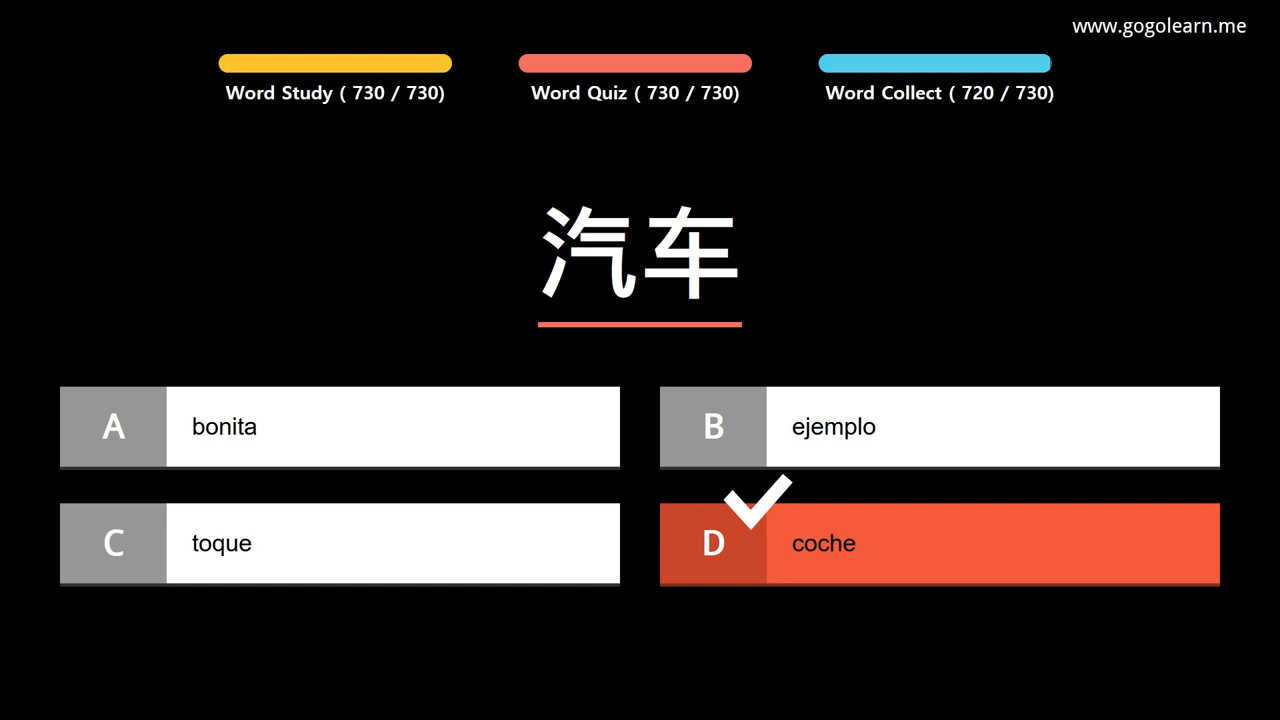 www.gogolearn.me
Word Study ( 730 / 730)
Word Quiz ( 730 / 730)
Word Collect ( 720 / 730)
汽车
A bonita
B ejemplo
C toque
D coche